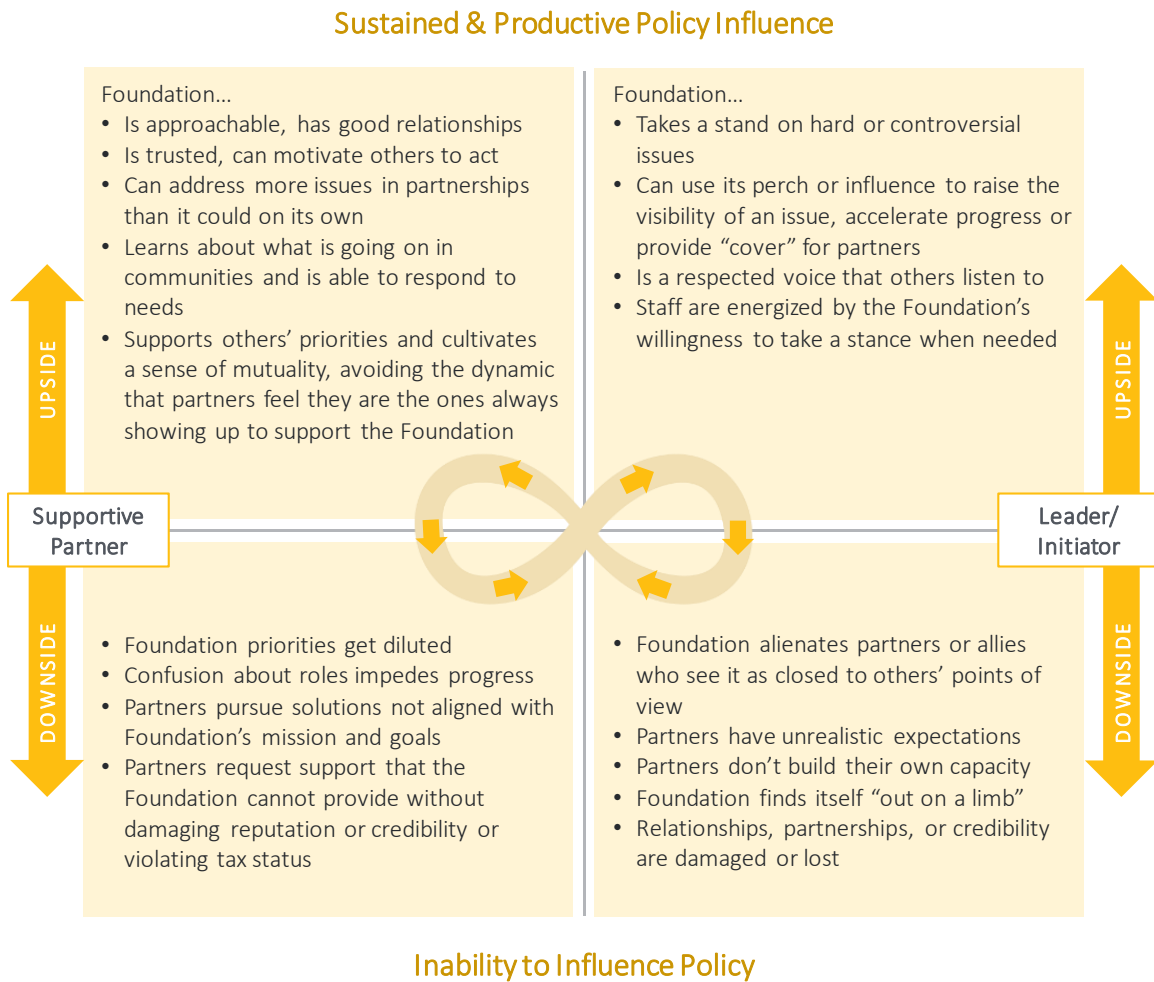 Sustained & Productive Policy Influence
Foundation...
• Is approachable, has good relationships
• Is trusted, can motivate others to act
• Can address more issues in partnerships
than it could on its own
• Learns about what is going on in
communities and is able to respond to
needs
• Supports others’ priorities and cultivates
a sense of mutuality, avoiding the dynamic
that partners feel they are the ones always
showing up to support the Foundation
Foundation...
• Takes a stand on hard or controversial
issues
• Can use its perch or influence to raise the
visibility of an issue, accelerate progress or
provide “cover” for partners
• Is a respected voice that others listen to
• Staff are energized by the Foundation’s
willingness to take a stance when needed
UPSIDE
UPSIDE
Supportive
Partner
Leader/
Initiator
DOWNSIDE
DOWNSIDE
• Foundation priorities get diluted
• Confusion about roles impedes progress
• Partners pursue solutions not aligned with
Foundation’s mission and goals
• Partners request support that the
Foundation cannot provide without
damaging reputation or credibility or
violating tax status
• Foundation alienates partners or allies
who see it as closed to others’ points of
view
• Partners have unrealistic expectations
• Partners don’t build their own capacity
• Foundation finds itself “out on a limb”
• Relationships, partnerships, or credibility
are damaged or lost
Inability to Influence Policy